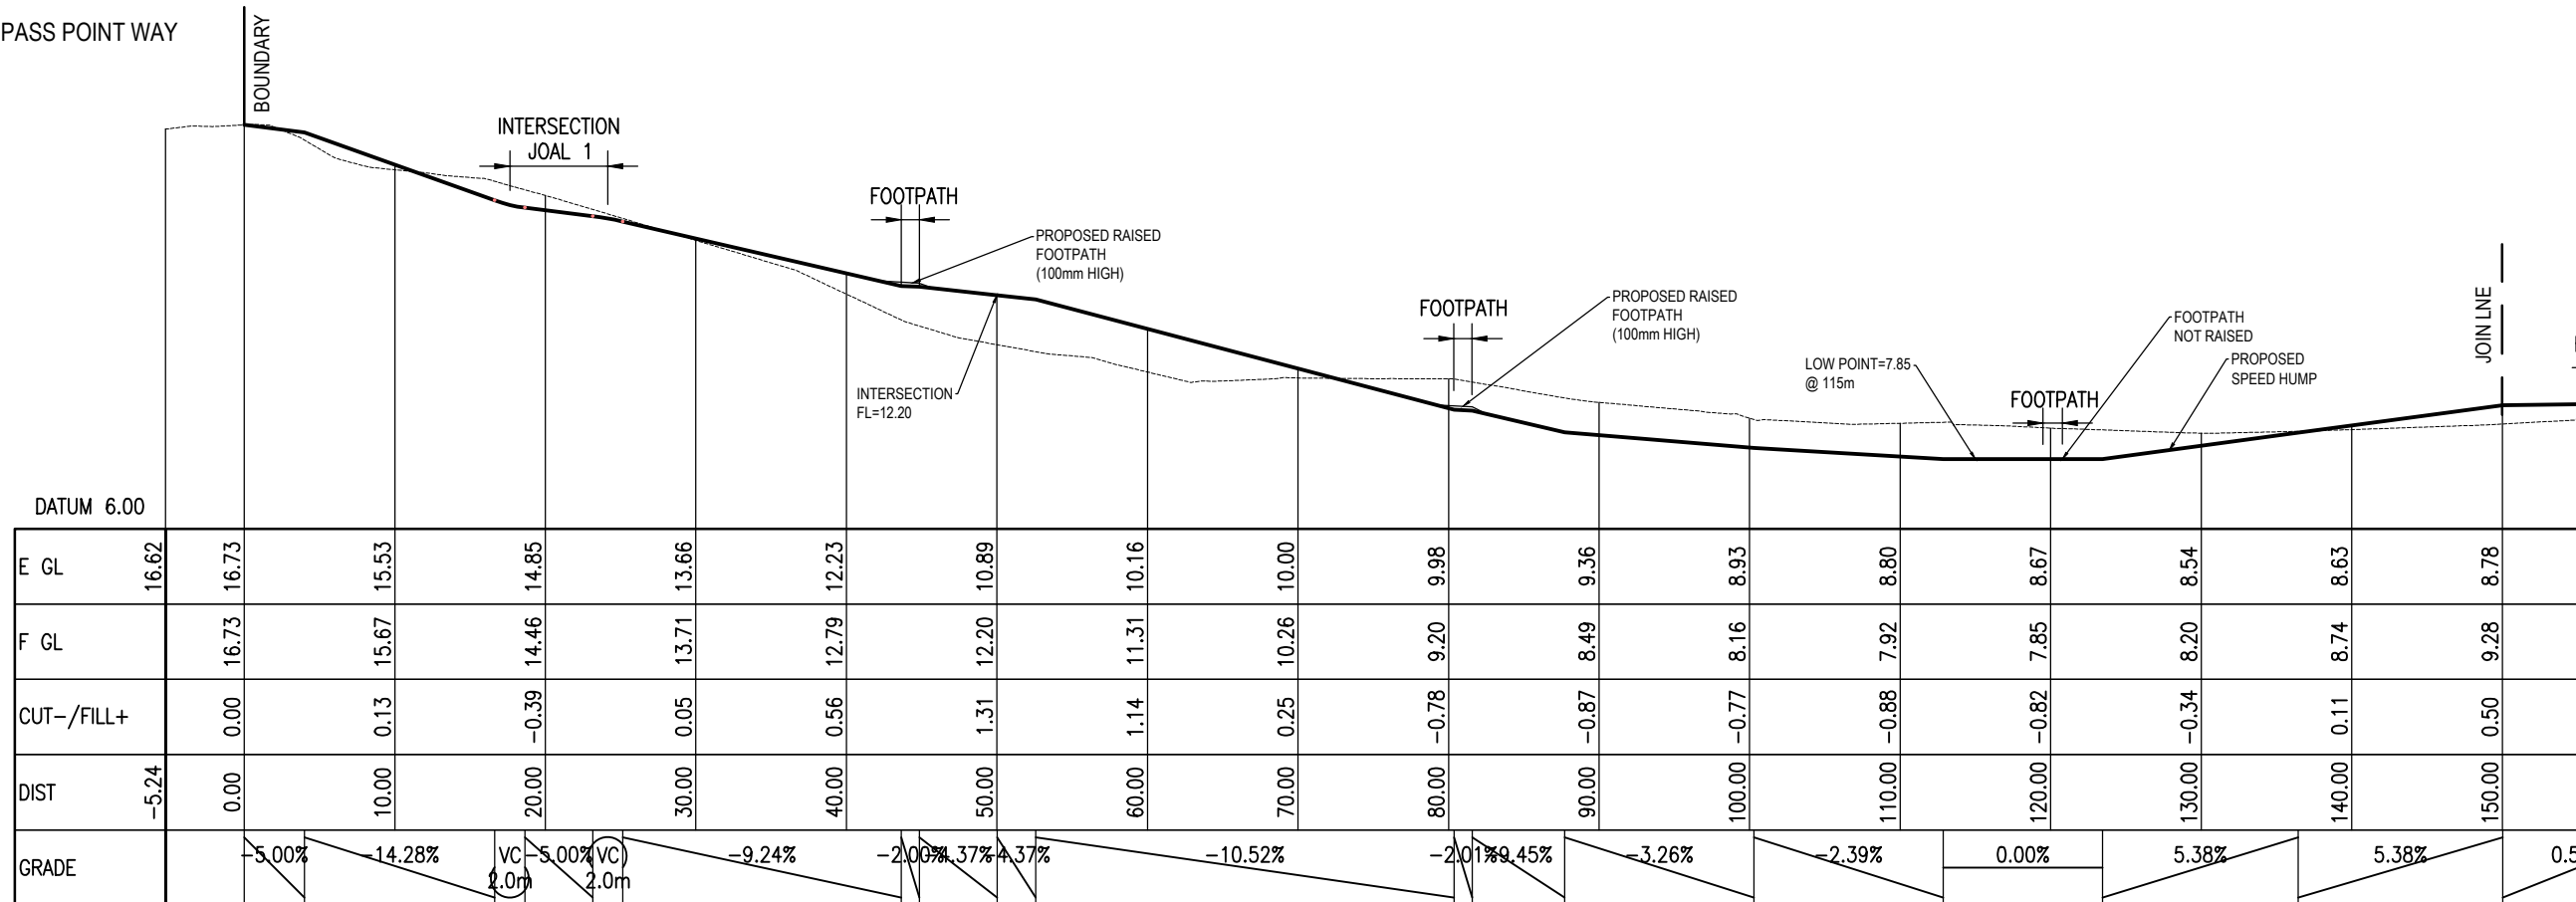 PASS POINT WAY
BOUNDARY
INTERSECTION
JOAL 1
FOOTPATH
PROPOSED RAISED
FOOTPATH
(100mm HIGH)
INTERSECTION
FL=12.20
FOOTPATH
PROPOSED RAISED
FOOTPATH
(100mm HIGH)
LOW POINT=7.85
@ 115m
FOOTPATH
FOOTPATH
NOT RAISED
PROPOSED
SPEED HUMP
JOIN LNE
DATUM 6.00
E GL 16.62 16.73 15.53 14.85 13.66 12.23 10.89 10.16 10.00 9.98 9.36 8.93 8.80 8.67 8.54 8.63 8.78
F GL 16.73 15.67 14.46 13.71 12.79 12.20 11.31 10.26 9.20 8.49 8.16 7.92 7.85 8.20 8.74 9.28
CUT-/FILL+ 0.00 0.13 -0.39 0.05 0.56 1.31 1.14 0.25 -0.78 -0.87 -0.77 -0.88 -0.82 -0.34 0.11 0.50
DIST -5.24 0.00 10.00 20.00 30.00 40.00 50.00 60.00 70.00 80.00 90.00 100.00 110.00 120.00 130.00 140.00 150.00
GRADE -5.00% -14.28% VC 2.0m -5.00% VC 2.0m -9.24% -2.00% -4.37% -4.37% -10.52% -2.01% -9.45% -3.26% -2.39% 0.00% 5.38% 5.38% 0.5